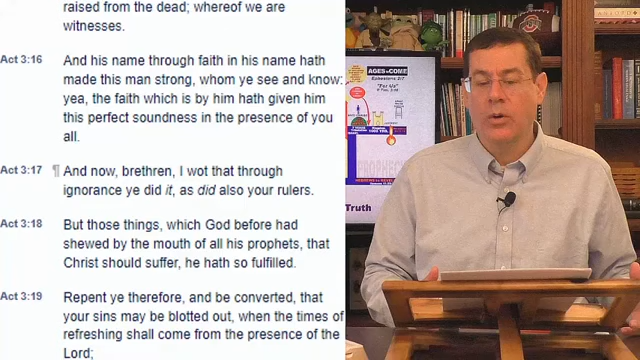 raised from the dead; whereof we are
witnesses.
Act 3:16 And his name through faith in his name hath
made this man strong, whom ye see and know:
yea, the faith which is by him hath given him
this perfect soundness in the presence of you
all.
Act 3:17 ¶ And now, brethren, I wot that through
ignorance ye did it, as did also your rulers.
Act 3:18 But those things, which God before had
shewed by the mouth of all his prophets, that
Christ should suffer, he hath so fulfilled.
Act 3:19 Repent ye therefore, and be converted, that
your sins may be blotted out, when the times of
refreshing shall come from the presence of the
Lord;
AGES to COME
Ephesians 2:7
PROPHECY
Truth